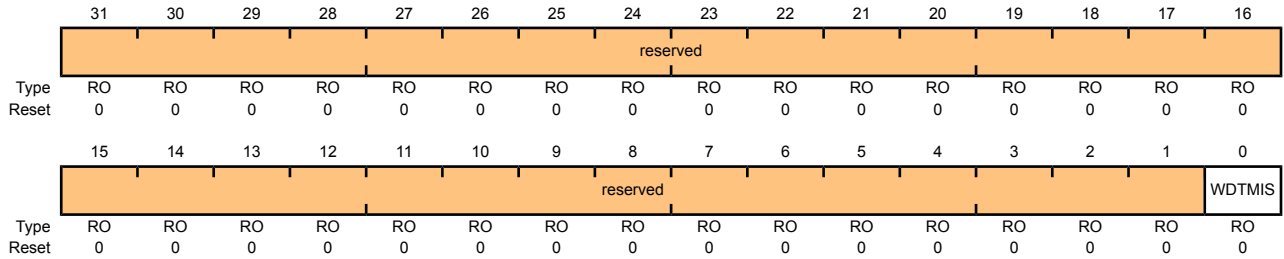 31 30 29 28 27 26 25 24 23 22 21 20 19 18 17 16
reserved
Type RO RO RO RO RO RO RO RO RO RO RO RO RO RO RO RO
Reset 0 0 0 0 0 0 0 0 0 0 0 0 0 0 0 0
15 14 13 12 11 10 9 8 7 6 5 4 3 2 1 0
reserved WDTMIS
Type RO RO RO RO RO RO RO RO RO RO RO RO RO RO RO RO
Reset 0 0 0 0 0 0 0 0 0 0 0 0 0 0 0 0